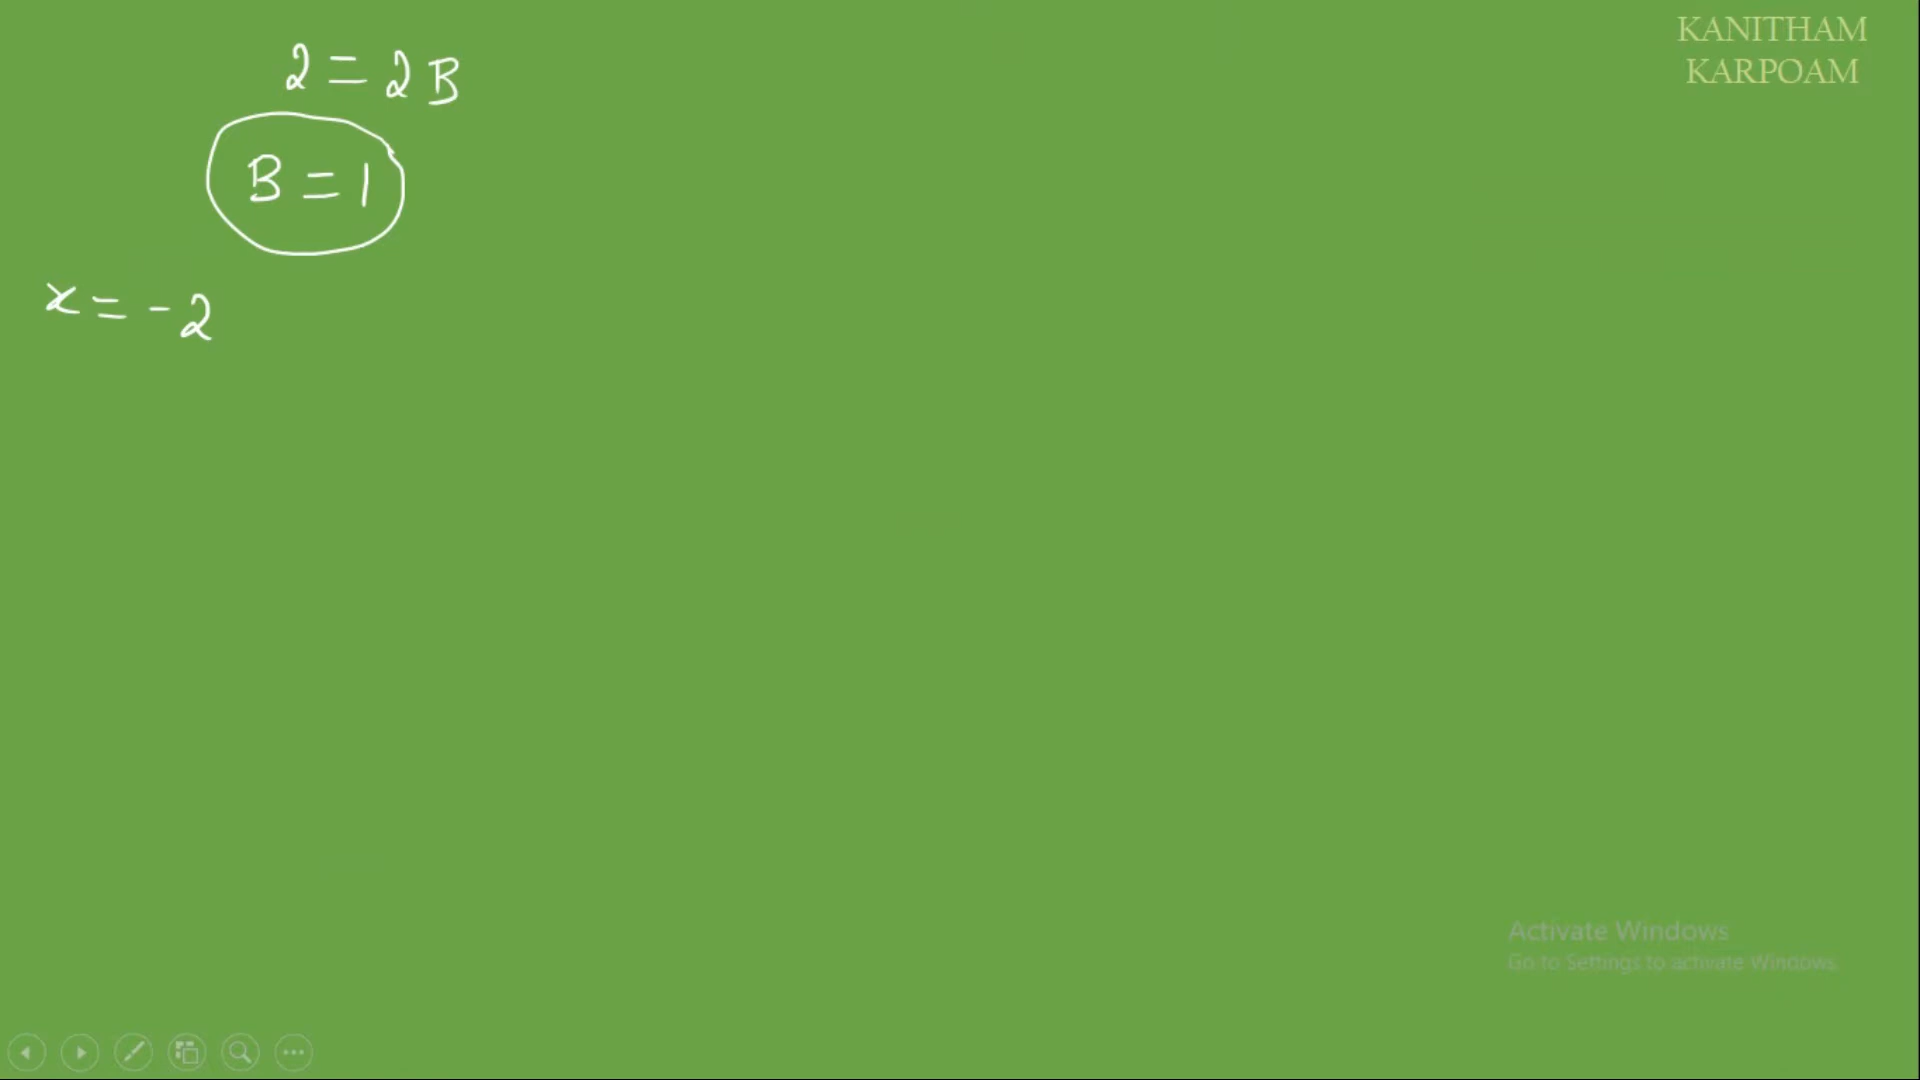 KANITHAM
KARPOAM
2 = 2B
B = 1
x = -2
Activate Windows
Go to Settings to activate Windows.